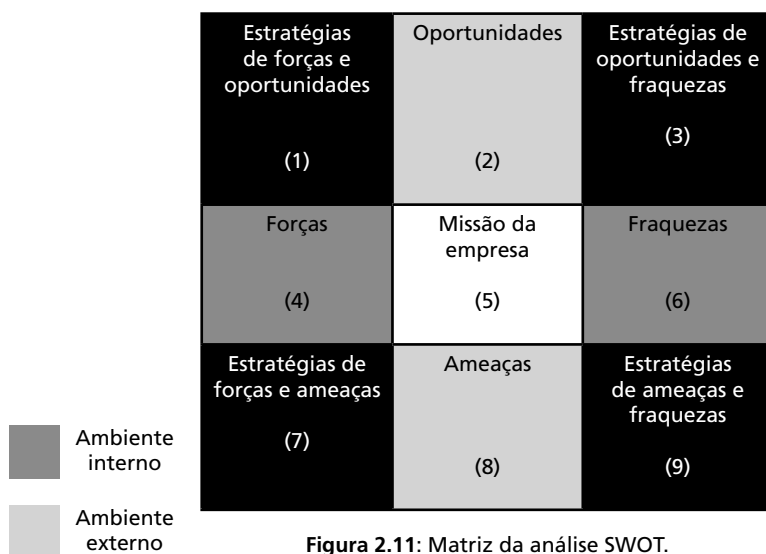 Estratégias
de forças e
oportunidades
(1)
Oportunidades
(2)
Estratégias de
oportunidades e
fraquezas
(3)
Forças
(4)
Missão da
empresa
(5)
Fraquezas
(6)
Estratégias de
forças e ameaças
(7)
Ameaças
(8)
Estratégias
de ameaças e
fraquezas
(9)
Ambiente
interno
Ambiente
externo
Figura 2.11: Matriz da análise SWOT.